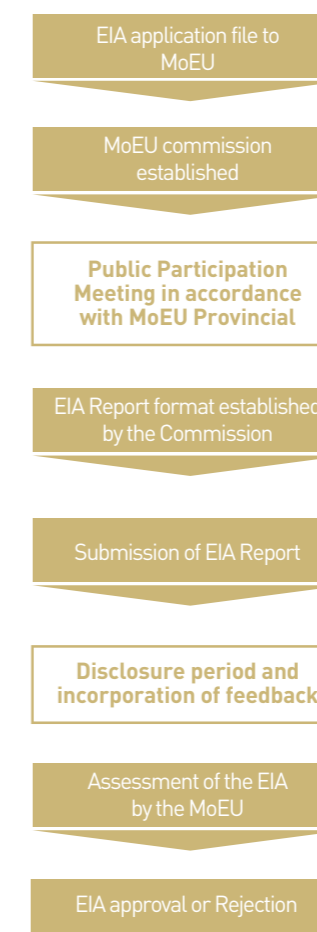 EIA application file to
MoEU
MoEU commission
established
Public Participation
Meeting in accordance
with MoEU Provincial
EIA Report format established
by the Commission
Submission of EIA Report
Disclosure period and
incorporation of feedback
Assessment of the EIA
by the MoEU
EIA approval or Rejection